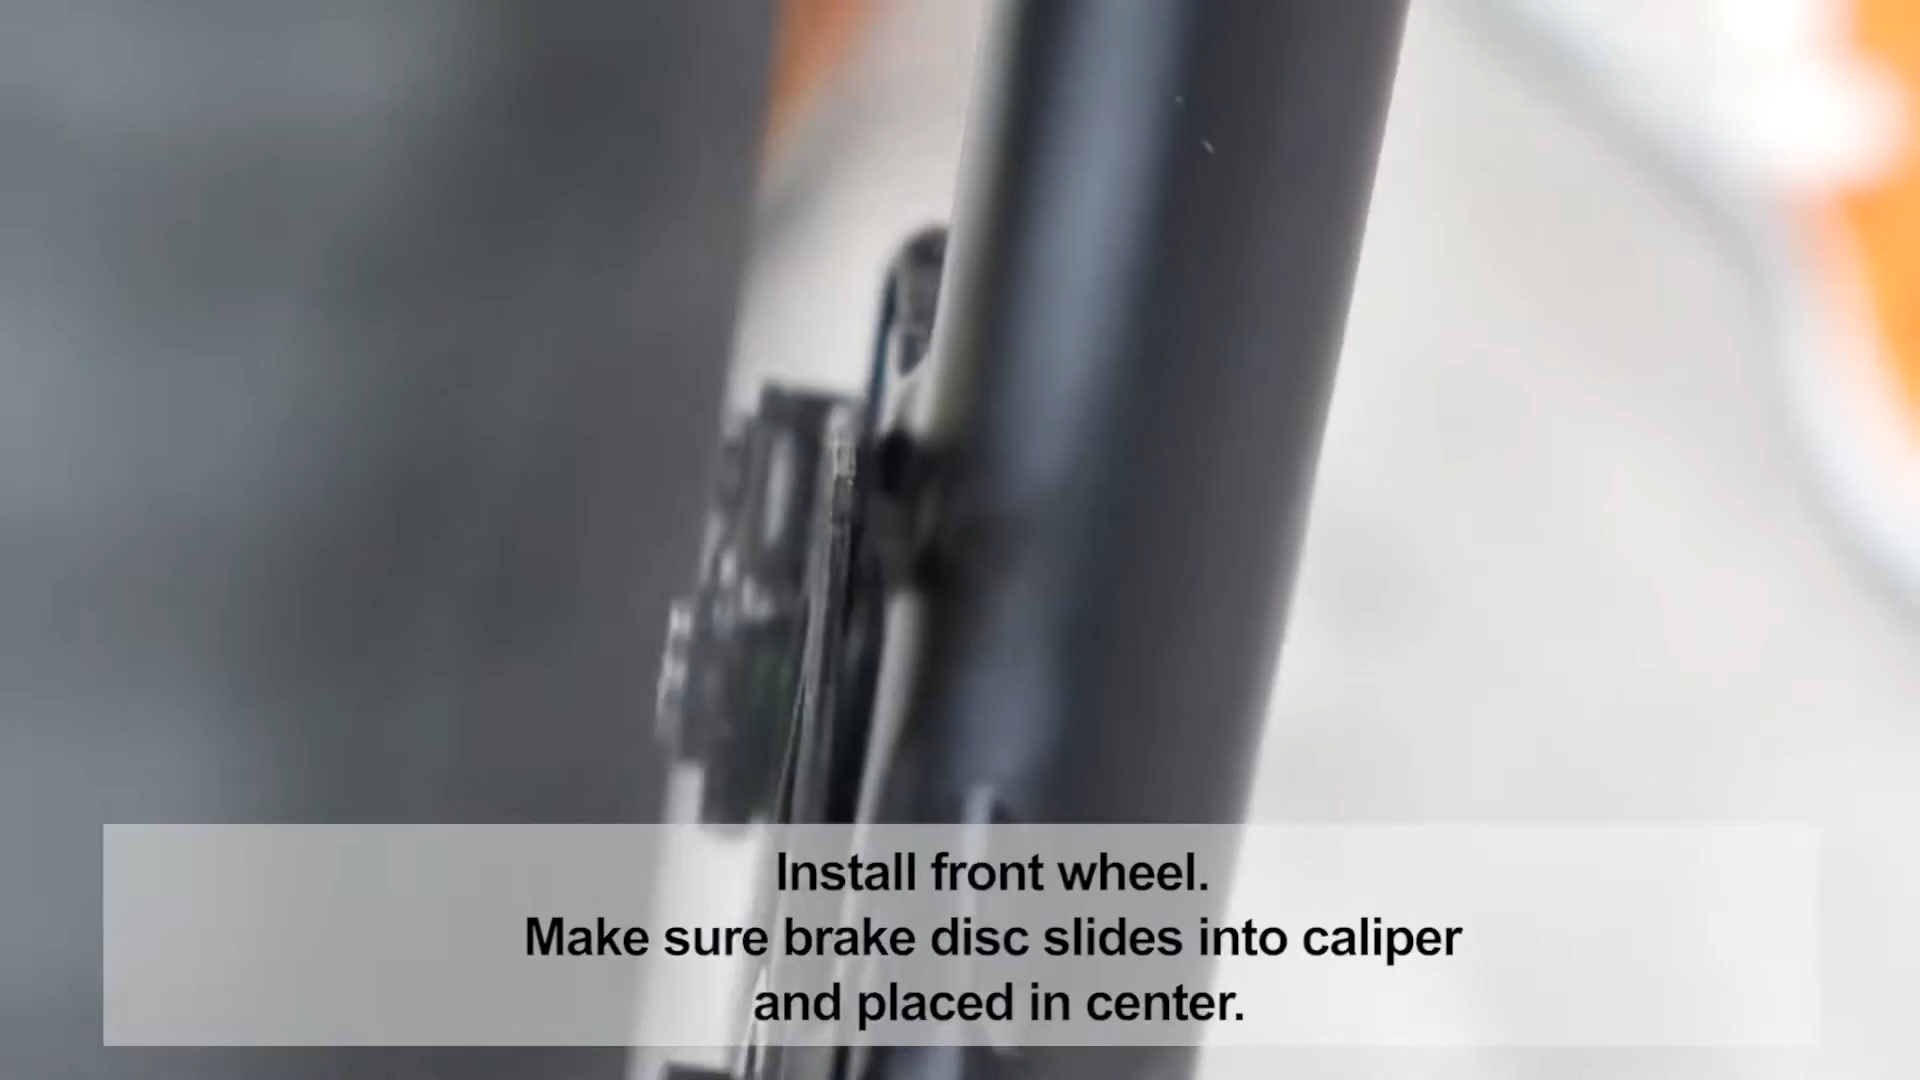 Install front wheel.
Make sure brake disc slides into caliper
and placed in center.